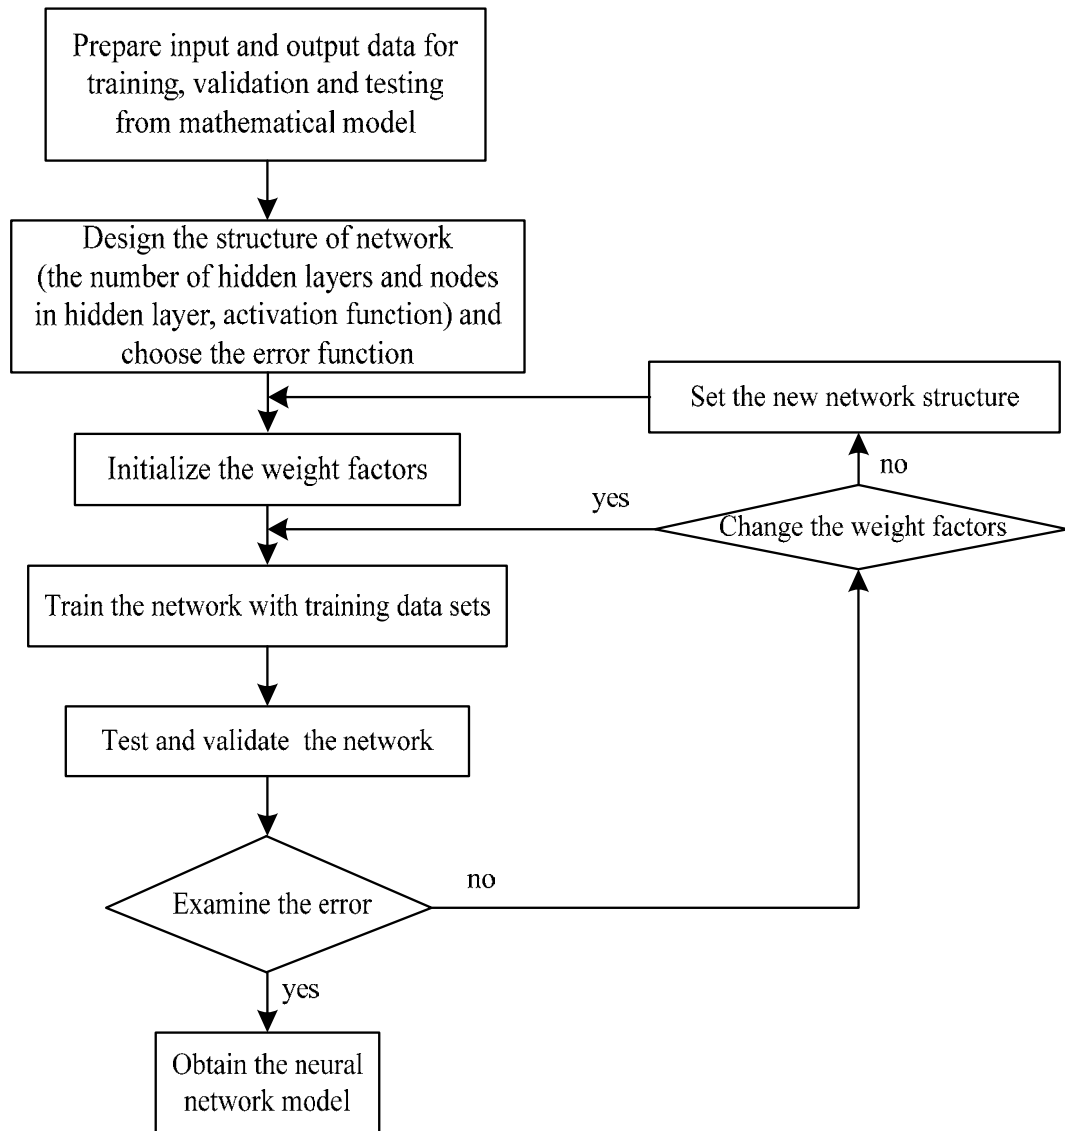 Prepare input and output data for
training, validation and testing
from mathematical model
Design the structure of network
(the number of hidden layers and nodes
in hidden layer, activation function) and
choose the error function
Set the new network structure
Initialize the weight factors
no
yes
Change the weight factors
Train the network with training data sets
Test and validate the network
Examine the error
no
yes
Obtain the neural
network model